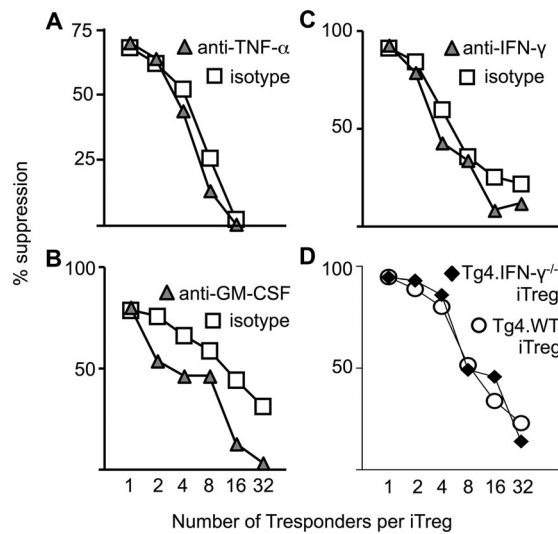 A
75
50
25
anti-TNF-α
isotype
C
100
50
anti-IFN-γ
isotype
% suppression
B
100
50
anti-GM-CSF
isotype
D
100
50
Tg4.IFN-γ-/-
iTreg
Tg4.WT
iTreg
1 2 4 8 16 32
1 2 4 8 16 32
Number of Tresponders per iTreg